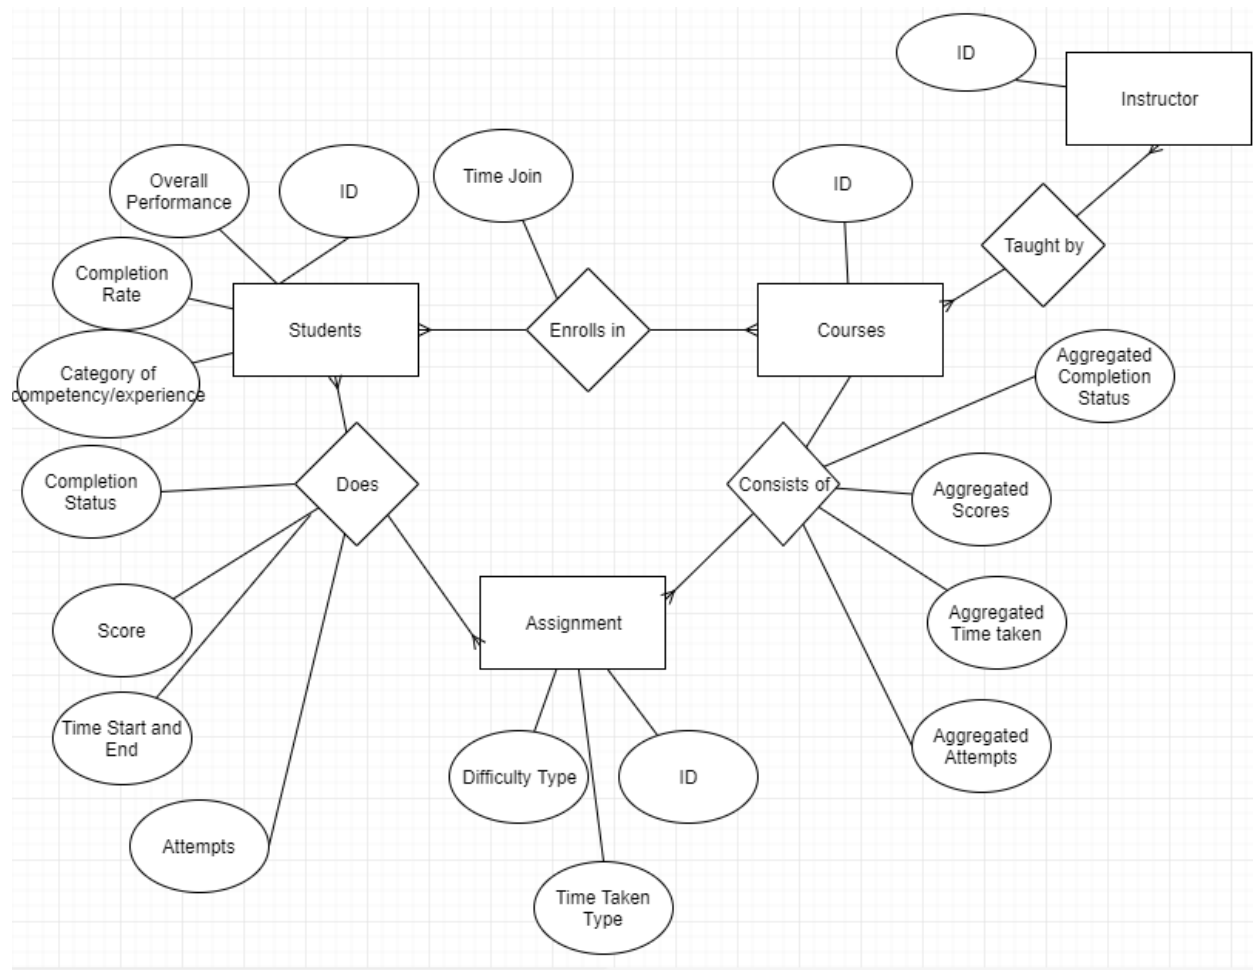 ID
Instructor
Overall
Performance
ID
Time Join
ID
Taught by
Completion
Rate
Students
Enrolls in
Courses
Category of
competency/experience
Aggregated
Completion
Status
Completion
Status
Does
Consists of
Aggregated
Scores
Score
Assignment
Aggregated
Time taken
Time Start and
End
Difficulty Type
ID
Aggregated
Attempts
Attempts
Time Taken
Type